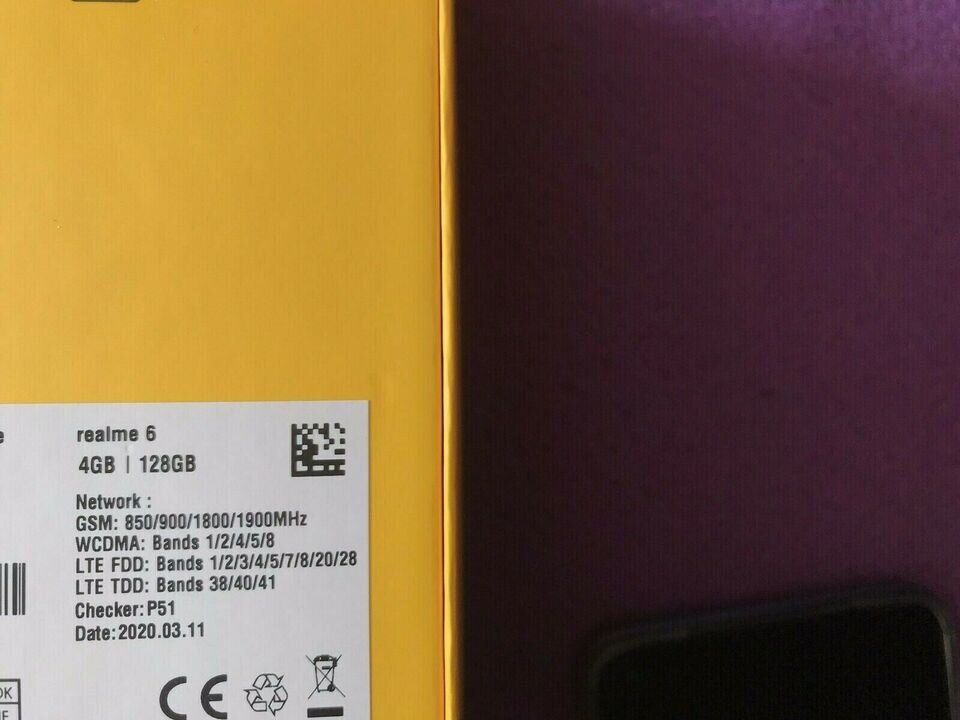 e
realme 6
4GB | 128GB
Network :
GSM: 850/900/1800/1900MHz
WCDMA: Bands 1/2/4/5/8
LTE FDD: Bands 1/2/3/4/5/7/8/20/28
LTE TDD: Bands 38/40/41
Checker:P51
Date:2020.03.11
CE